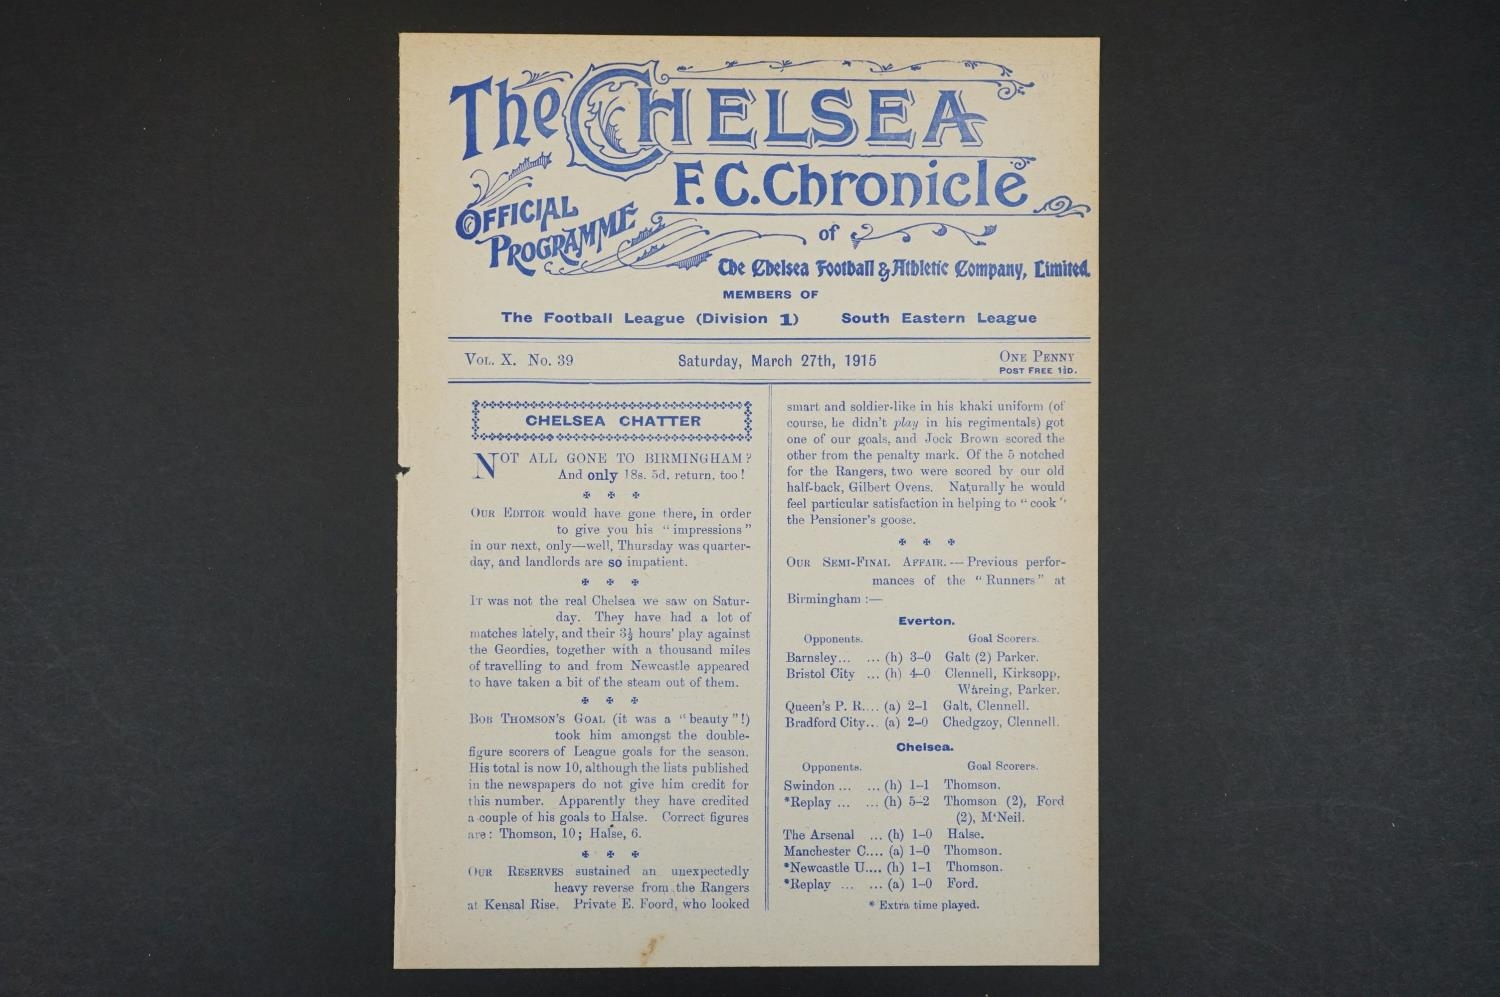 The CHELSEA
F.C. Chronicle
OFFICIAL
PROGRAMME
of
The Chelsea Football & Athletic Company, Limited.
MEMBERS OF
The Football League (Division 1) South Eastern League
VOL. X. No. 39 Saturday, March 27th, 1915 ONE PENNY
POST FREE 1½D.
CHELSEA CHATTER
NOT ALL GONE TO BIRMINGHAM?
And only 18s. 5d. return, too!
OUR EDITOR would have gone there, in order
to give you his "impressions"
in our next, only—well, Thursday was quarter-
day, and landlords are so impatient.
IT was not the real Chelsea we saw on Satur-
day. They have had a lot of
matches lately, and their 3½ hours' play against
the Geordies, together with a thousand miles
of travelling to and from Newcastle appeared
to have taken a bit of the steam out of them.
BOB THOMSON'S GOAL (it was a "beauty"!)
took him amongst the double-
figure scorers of League goals for the season.
His total is now 10, although the lists published
in the newspapers do not give him credit for
this number. Apparently they have credited
a couple of his goals to Halse. Correct figures
are: Thomson, 10; Halse, 6.
OUR RESERVES sustained an unexpectedly
heavy reverse from the Rangers
at Kensal Rise. Private E. Foord, who looked
smart and soldier-like in his khaki uniform (of
course, he didn't play in his regimentals) got
one of our goals, and Jock Brown scored the
other from the penalty mark. Of the 5 notched
for the Rangers, two were scored by our old
half-back, Gilbert Ovens. Naturally he would
feel particular satisfaction in helping to "cook"
the Pensioner's goose.
OUR SEMI-FINAL AFFAIR.—Previous perfor-
mances of the "Runners" at
Birmingham:—
Everton.
Opponents. Goal Scorers.
Barnsley... ... (h) 3–0 Galt (2) Parker.
Bristol City ... (h) 4–0 Clennell, Kirksopp,
Wareing, Parker.
Queen's P. R.... (a) 2–1 Galt, Clennell.
Bradford City... (a) 2–0 Chedgzoy, Clennell.
Chelsea.
Opponents. Goal Scorers.
Swindon ... ... (h) 1–1 Thomson.
*Replay ... ... (h) 5–2 Thomson (2), Ford
(2), M'Neil.
The Arsenal ... (h) 1–0 Halse.
Manchester C.... (a) 1–0 Thomson.
*Newcastle U.... (h) 1–1 Thomson.
*Replay ... ... (a) 1–0 Ford.
* Extra time played.